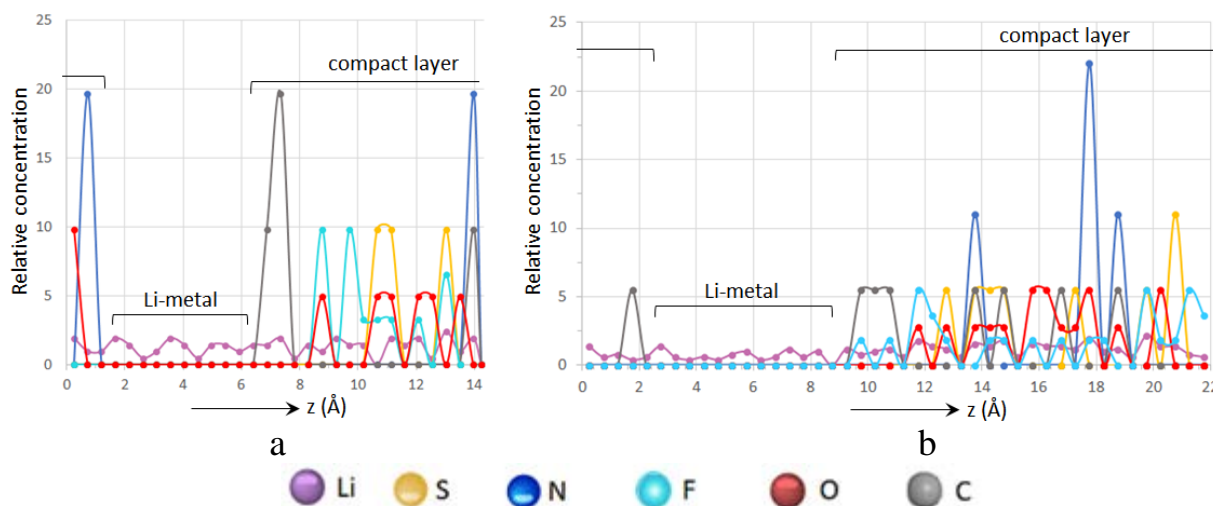 25
20
15
10
5
0
Relative concentration
compact layer
Li-metal
0 2 4 6 8 10 12 14
z (Å)
a
25
20
15
10
5
0
Relative concentration
compact layer
Li-metal
0 2 4 6 8 10 12 14 16 18 20 22
z (Å)
b
Li S N F O C